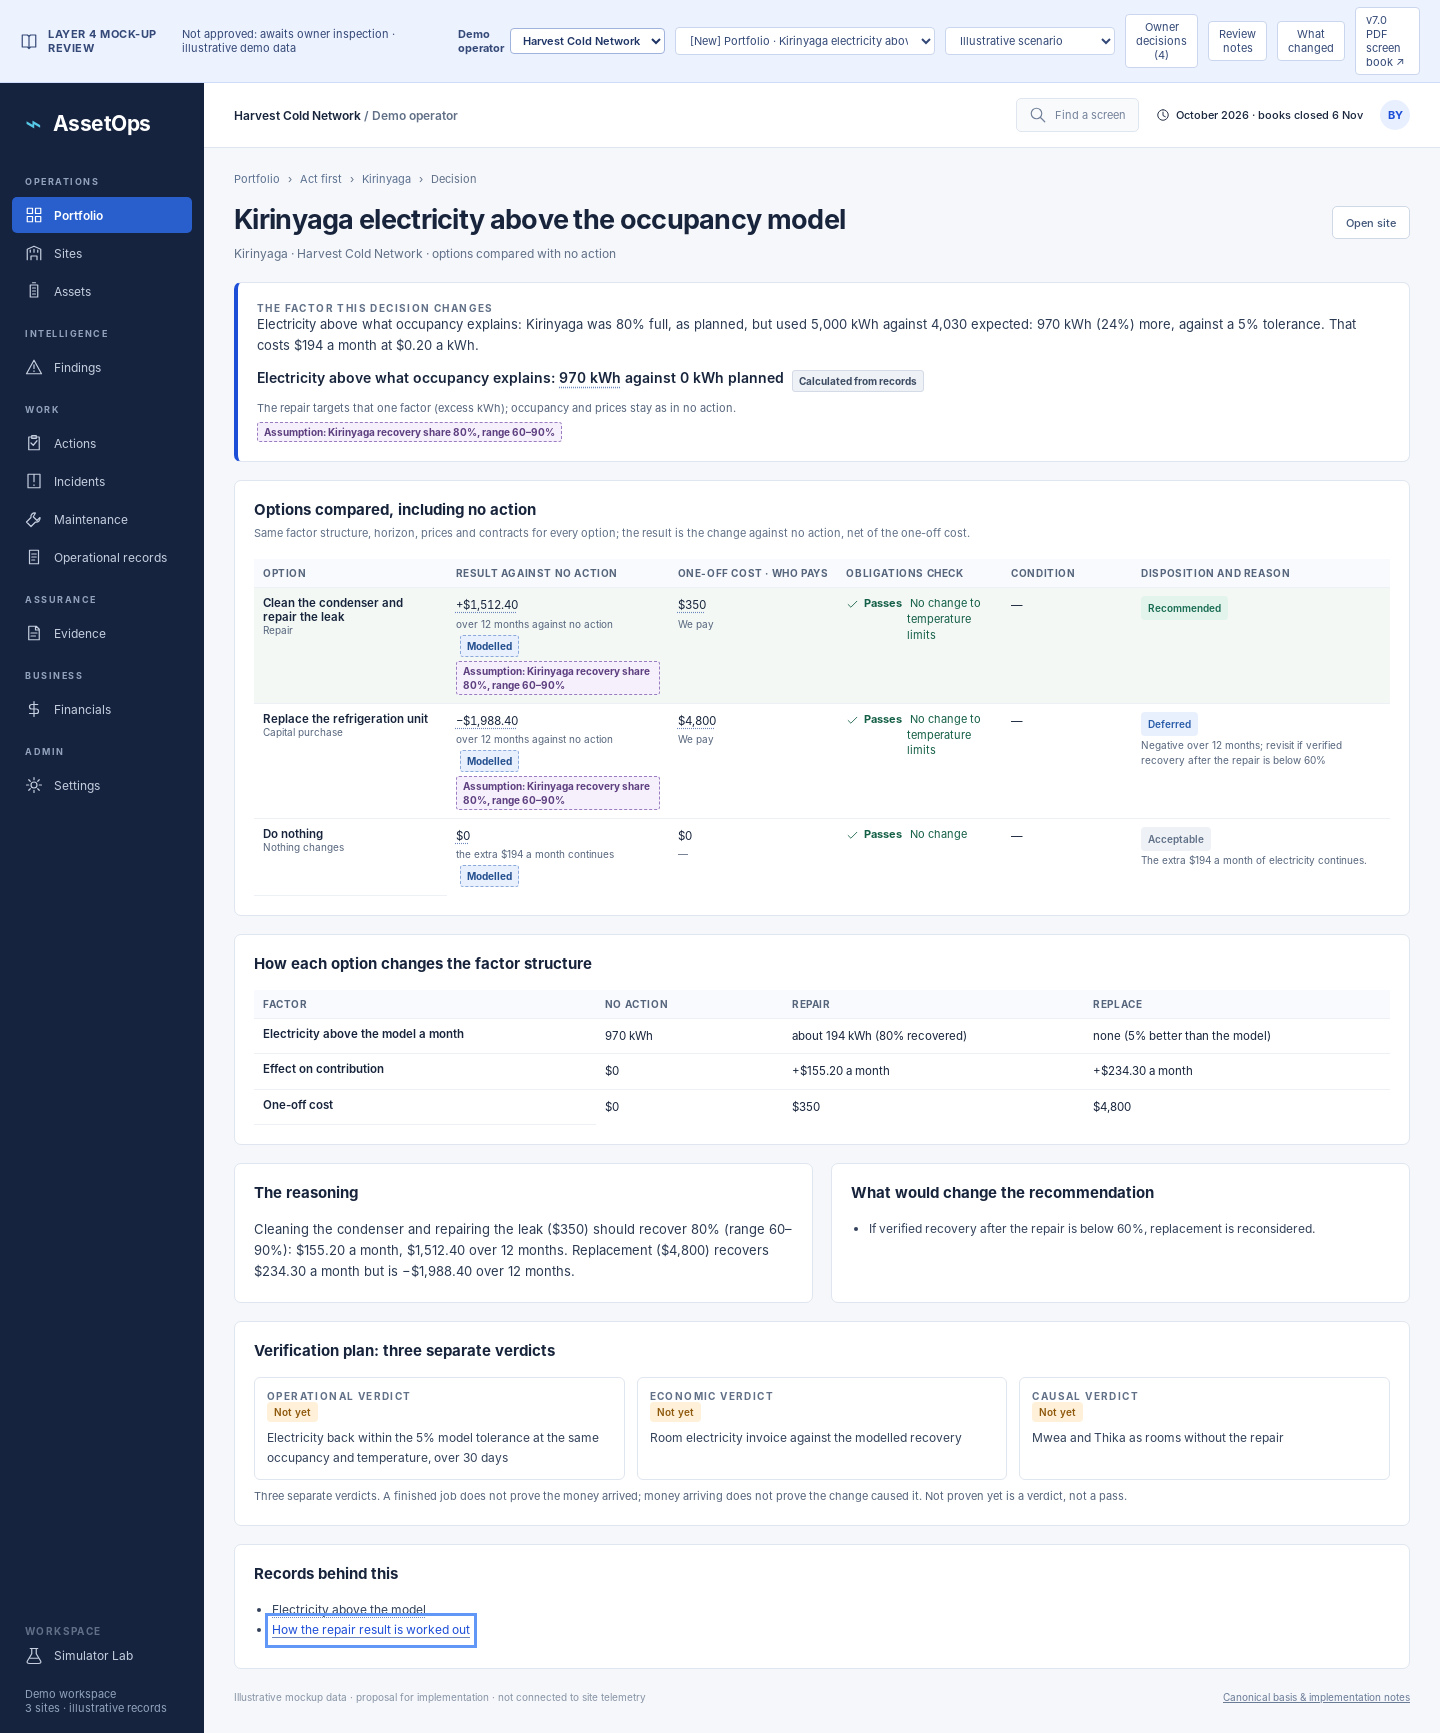 LAYER 4 MOCK-UP
REVIEW
Not approved: awaits owner inspection ·
illustrative demo data
Demo
operator
Harvest Cold Network
[New] Portfolio · Kirinyaga electricity abov
Illustrative scenario
Owner
decisions
(4)
Review
notes
What
changed
v7.0
PDF
screen
book ↗
AssetOps
OPERATIONS
Portfolio
Sites
Assets
INTELLIGENCE
Findings
WORK
Actions
Incidents
Maintenance
Operational records
ASSURANCE
Evidence
BUSINESS
Financials
ADMIN
Settings
WORKSPACE
Simulator Lab
Demo workspace
3 sites · illustrative records
Harvest Cold Network / Demo operator
Find a screen
October 2026 · books closed 6 Nov
BY
Portfolio › Act first › Kirinyaga › Decision
Kirinyaga electricity above the occupancy model
Open site
Kirinyaga · Harvest Cold Network · options compared with no action
THE FACTOR THIS DECISION CHANGES
Electricity above what occupancy explains: Kirinyaga was 80% full, as planned, but used 5,000 kWh against 4,030 expected: 970 kWh (24%) more, against a 5% tolerance. That
costs $194 a month at $0.20 a kWh.
Electricity above what occupancy explains: 970 kWh against 0 kWh planned Calculated from records
The repair targets that one factor (excess kWh); occupancy and prices stay as in no action.
Assumption: Kirinyaga recovery share 80%, range 60–90%
Options compared, including no action
Same factor structure, horizon, prices and contracts for every option; the result is the change against no action, net of the one-off cost.
OPTION RESULT AGAINST NO ACTION ONE-OFF COST · WHO PAYS OBLIGATIONS CHECK CONDITION DISPOSITION AND REASON
Clean the condenser and
repair the leak
Repair
+$1,512.40
over 12 months against no action
Modelled
Assumption: Kirinyaga recovery share
80%, range 60–90%
$350
We pay
Passes No change to
temperature
limits
—
Recommended
Replace the refrigeration unit
Capital purchase
−$1,988.40
over 12 months against no action
Modelled
Assumption: Kirinyaga recovery share
80%, range 60–90%
$4,800
We pay
Passes No change to
temperature
limits
—
Deferred
Negative over 12 months; revisit if verified
recovery after the repair is below 60%
Do nothing
Nothing changes
$0
the extra $194 a month continues
Modelled
$0
—
Passes No change
—
Acceptable
The extra $194 a month of electricity continues.
How each option changes the factor structure
FACTOR NO ACTION REPAIR REPLACE
Electricity above the model a month 970 kWh about 194 kWh (80% recovered) none (5% better than the model)
Effect on contribution $0 +$155.20 a month +$234.30 a month
One-off cost $0 $350 $4,800
The reasoning
Cleaning the condenser and repairing the leak ($350) should recover 80% (range 60–
90%): $155.20 a month, $1,512.40 over 12 months. Replacement ($4,800) recovers
$234.30 a month but is −$1,988.40 over 12 months.
What would change the recommendation
• If verified recovery after the repair is below 60%, replacement is reconsidered.
Verification plan: three separate verdicts
OPERATIONAL VERDICT
Not yet
Electricity back within the 5% model tolerance at the same
occupancy and temperature, over 30 days
ECONOMIC VERDICT
Not yet
Room electricity invoice against the modelled recovery
CAUSAL VERDICT
Not yet
Mwea and Thika as rooms without the repair
Three separate verdicts. A finished job does not prove the money arrived; money arriving does not prove the change caused it. Not proven yet is a verdict, not a pass.
Records behind this
• Electricity above the model
• How the repair result is worked out
Illustrative mockup data · proposal for implementation · not connected to site telemetry
Canonical basis & implementation notes